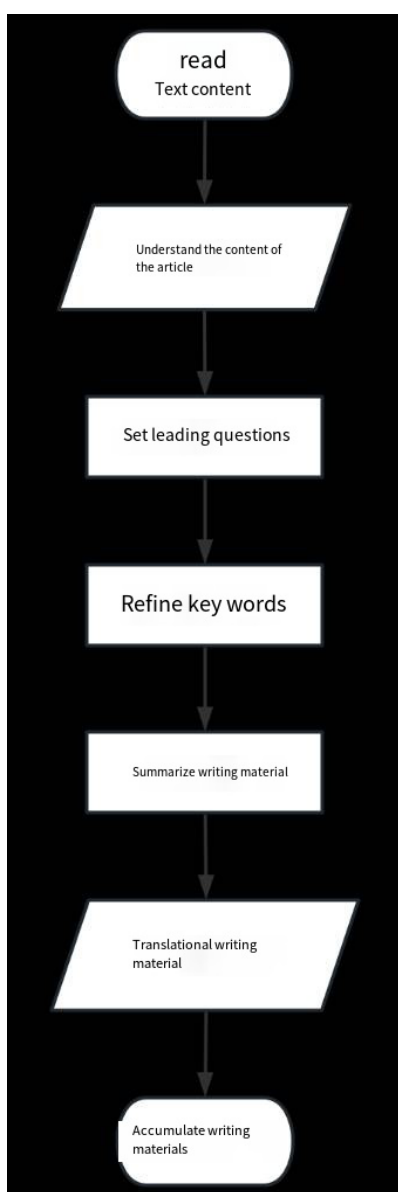 read
Text content
Understand the content of
the article
Set leading questions
Refine key words
Summarize writing material
Translational writing
material
Accumulate writing
materials